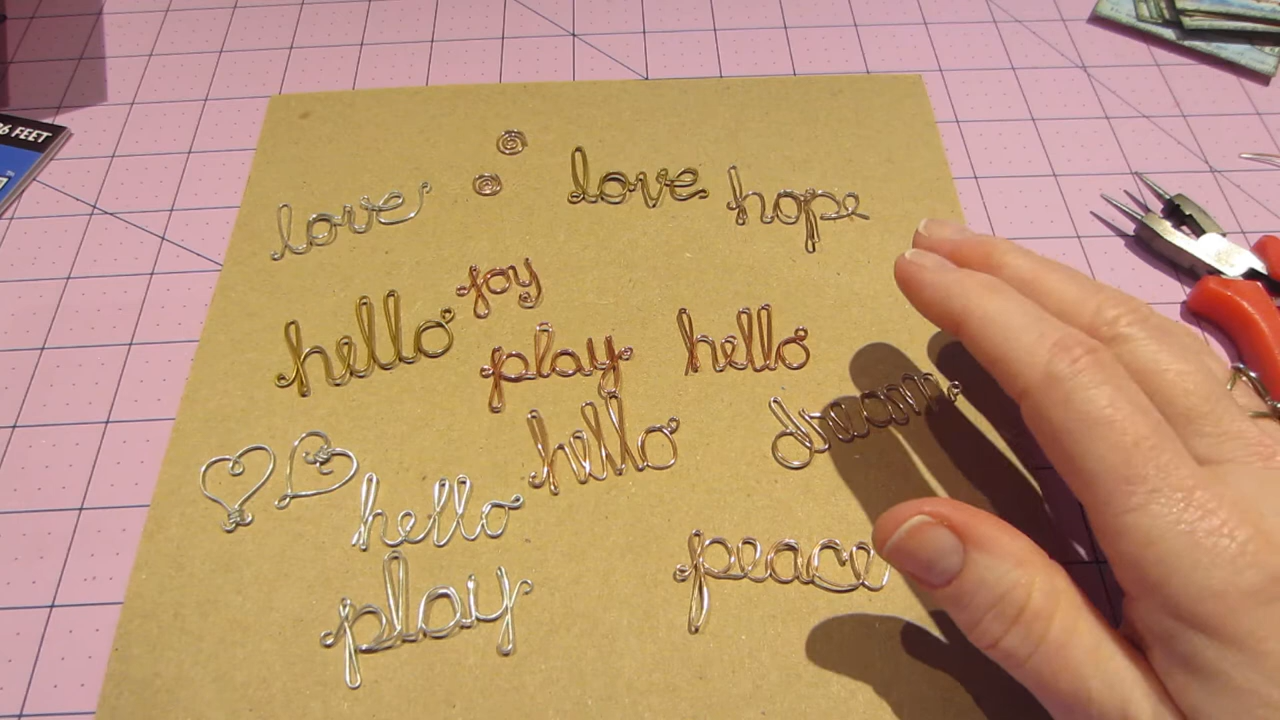 6 FEET
love
love hope
joy
hello
play hello
dream
hello
hello
peace
play